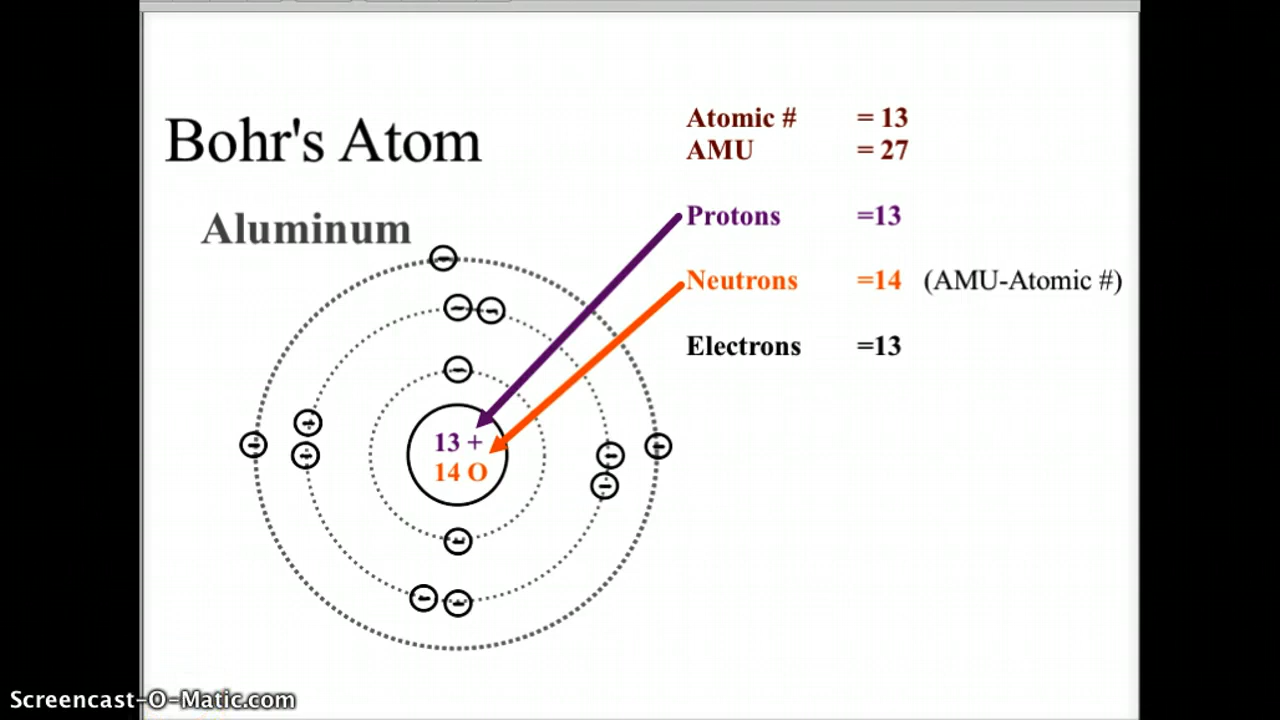 Bohr's Atom
Aluminum
Atomic # = 13
AMU = 27
Protons =13
Neutrons =14 (AMU-Atomic #)
Electrons =13
13 +
14 O
Screencast-O-Matic.com